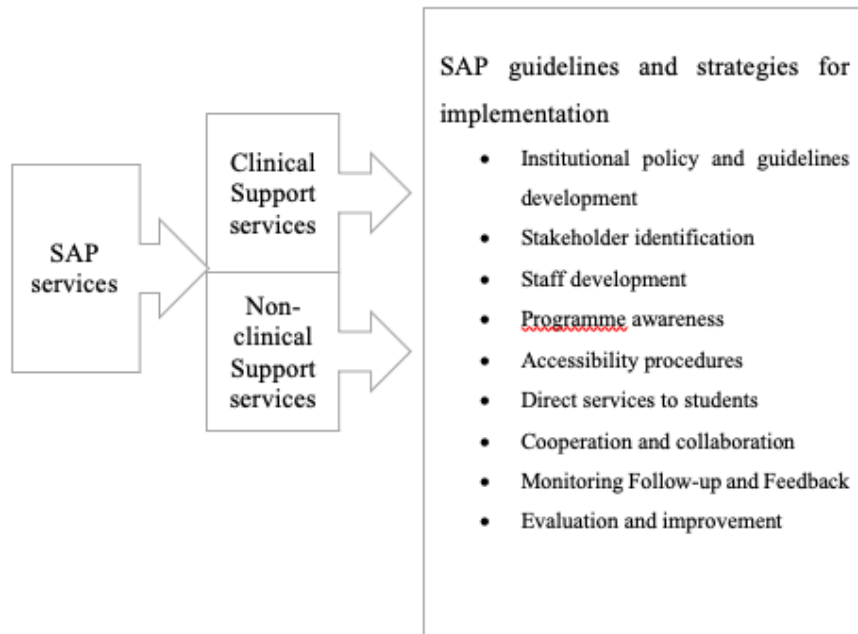 SAP
services
Clinical
Support
services
Non-
clinical
Support
services
SAP guidelines and strategies for
implementation
• Institutional policy and guidelines
development
• Stakeholder identification
• Staff development
• Programme awareness
• Accessibility procedures
• Direct services to students
• Cooperation and collaboration
• Monitoring Follow-up and Feedback
• Evaluation and improvement